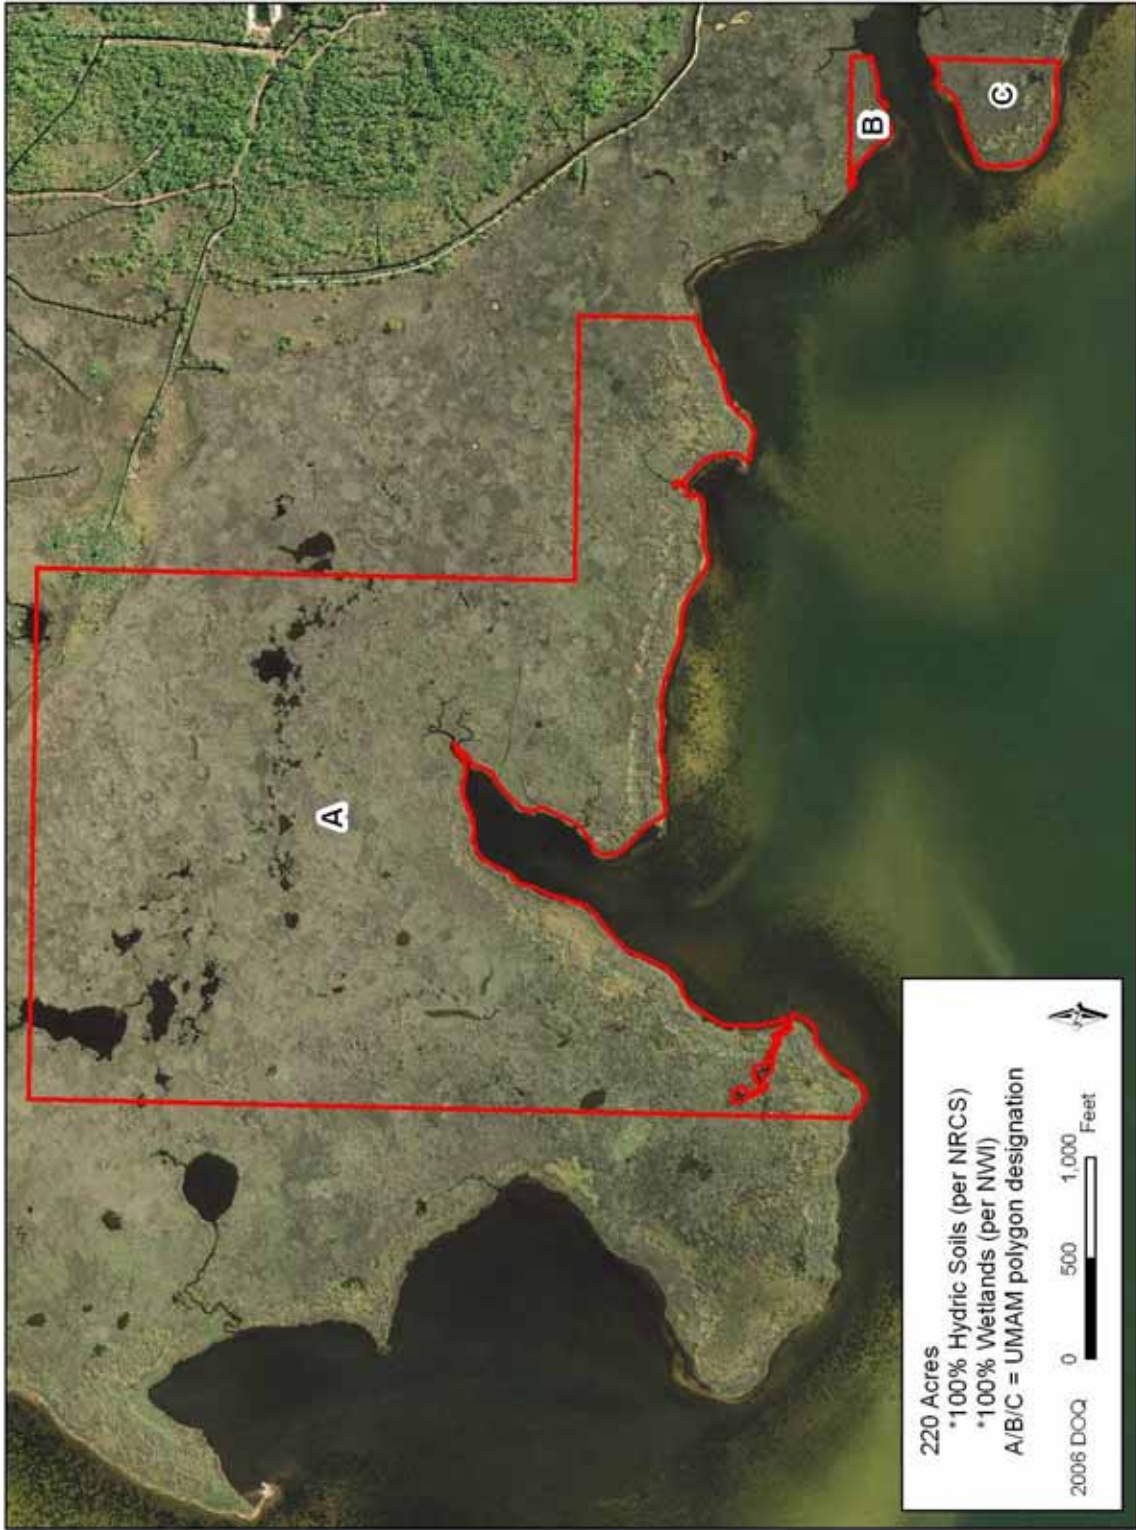 A
B
C
220 Acres
*100% Hydric Soils (per NRCS)
*100% Wetlands (per NWI)
A/B/C = UMAM polygon designation
2006 DOQ
0 500 1,000
Feet